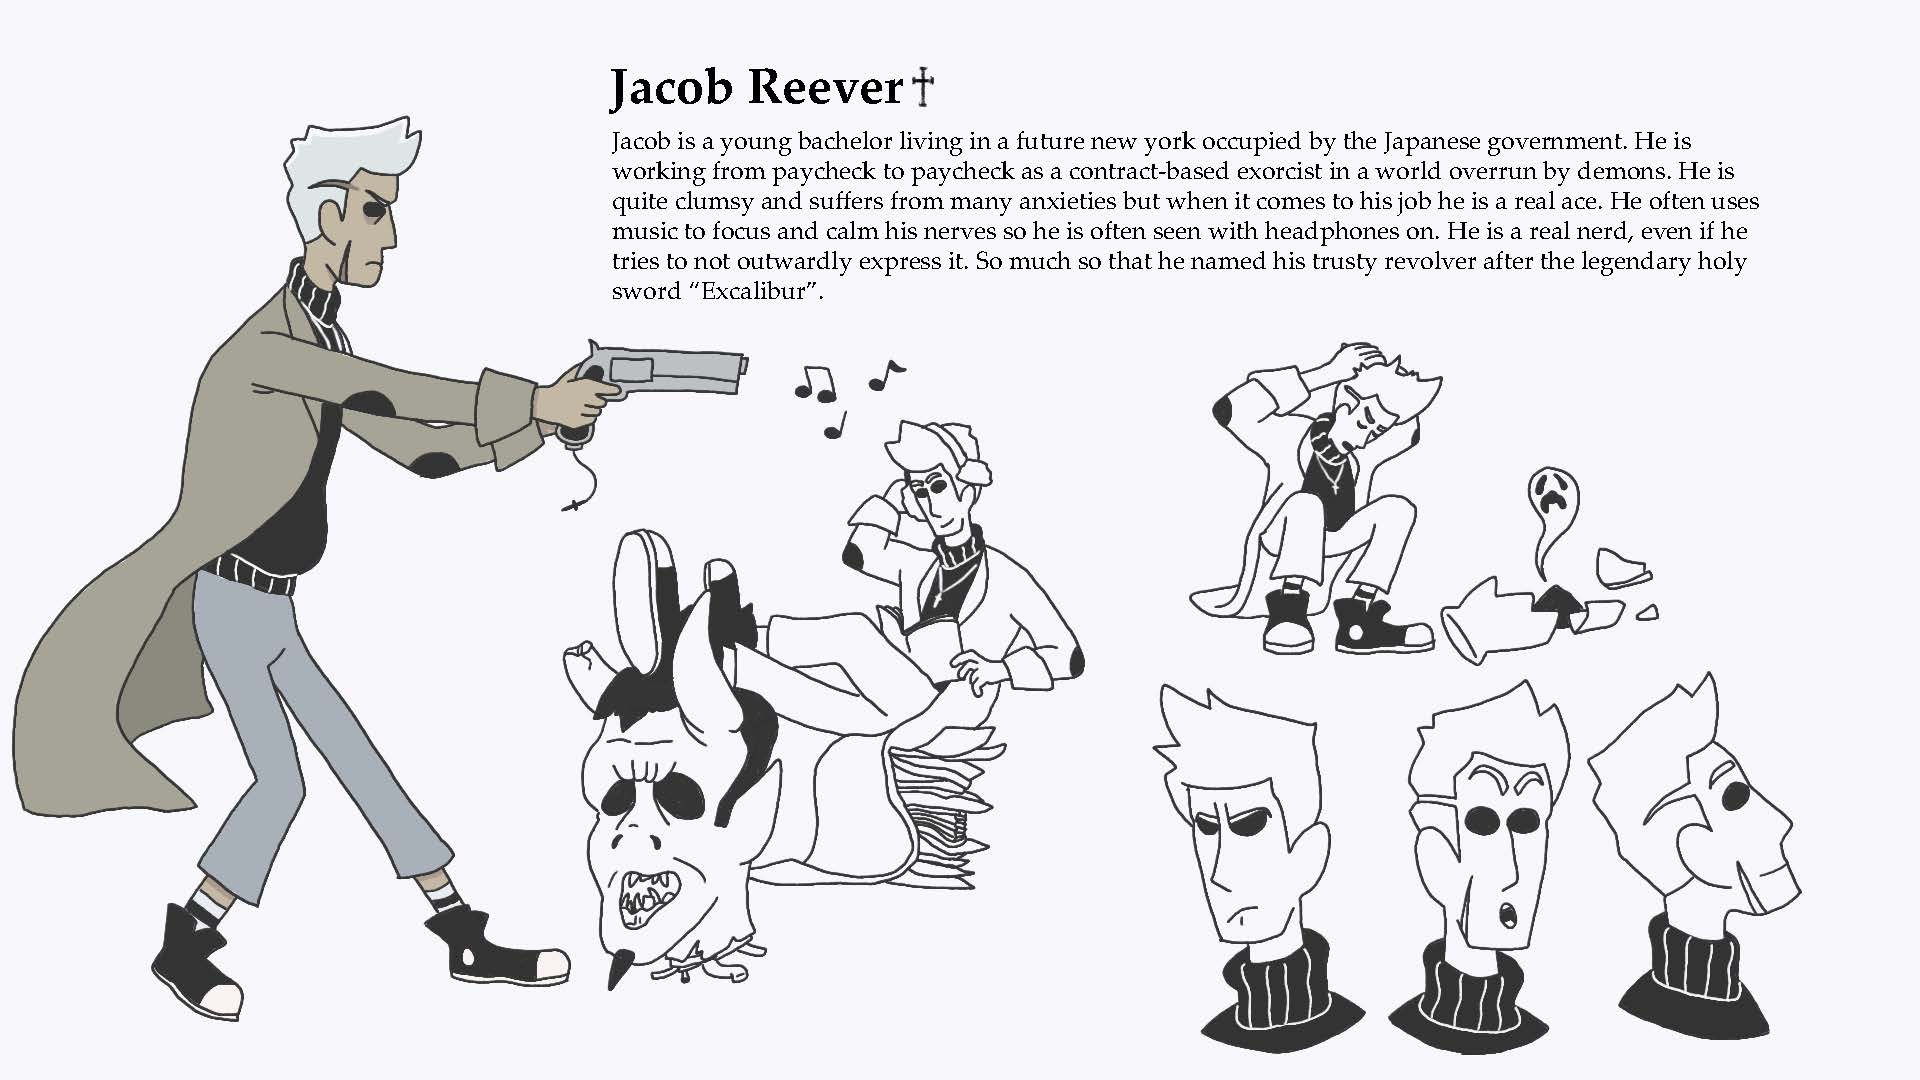 Jacob Reever
Jacob is a young bachelor living in a future new york occupied by the Japanese government. He is
working from paycheck to paycheck as a contract-based exorcist in a world overrun by demons. He is
quite clumsy and suffers from many anxieties but when it comes to his job he is a real ace. He often uses
music to focus and calm his nerves so he is often seen with headphones on. He is a real nerd, even if he
tries to not outwardly express it. So much so that he named his trusty revolver after the legendary holy
sword “Excalibur”.